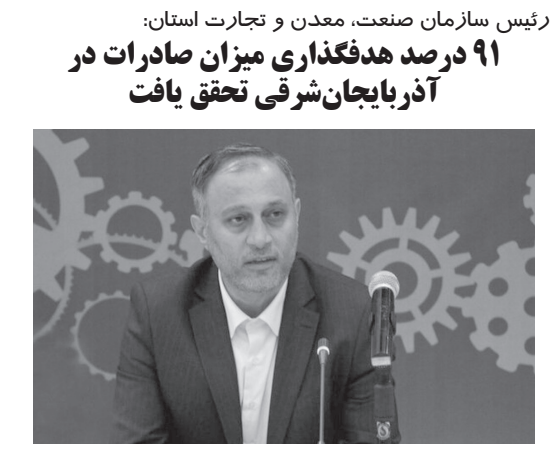 رئیس سازمان صنعت، معدن و تجارت استان:
۹۱ درصد هدفگذاری میزان صادرات در
آذربایجان‌شرقی تحقق یافت